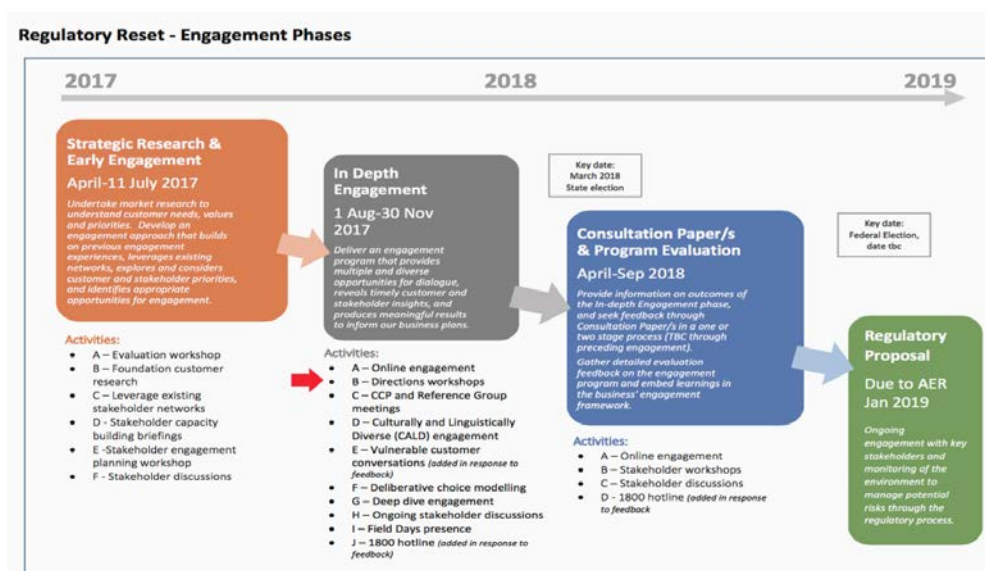 Regulatory Reset - Engagement Phases
2017
2018
2019
Strategic Research &
Early Engagement
April-11 July 2017
Undertake market research to
understand customer needs, values
and priorities. Develop an
engagement approach that builds
on previous engagement
experiences, leverages existing
networks, explores and considers
customer and stakeholder priorities,
and identifies appropriate
opportunities for engagement.
Activities:
• A – Evaluation workshop
• B – Foundation customer
research
• C – Leverage existing
stakeholder networks
• D - Stakeholder capacity
building briefings
• E -Stakeholder engagement
planning workshop
• F - Stakeholder discussions
In Depth
Engagement
1 Aug-30 Nov
2017
Deliver an engagement
program that provides
multiple and diverse
opportunities for dialogue,
reveals timely customer and
stakeholder insights, and
produces meaningful results
to inform our business plans.
Activities:
• A – Online engagement
• B – Directions workshops
• C – CCP and Reference Group
meetings
• D – Culturally and Linguistically
Diverse (CALD) engagement
• E – Vulnerable customer
conversations (added in response to
feedback)
• F – Deliberative choice modelling
• G – Deep dive engagement
• H – Ongoing stakeholder discussions
• I – Field Days presence
• J – 1800 hotline (added in response to
feedback)
Key date:
March 2018
State election
Consultation Paper/s
& Program Evaluation
April-Sep 2018
Provide information on outcomes of
the In-depth Engagement phase,
and seek feedback through
Consultation Paper/s in a one or
two stage process (TBC through
preceding engagement).
Gather detailed evaluation
feedback on the engagement
program and embed learnings in
the business' engagement
framework.
Activities:
• A – Online engagement
• B – Stakeholder workshops
• C – Stakeholder discussions
• D - 1800 hotline (added in response
to feedback
Key date:
Federal Election,
date tbc
Regulatory
Proposal
Due to AER
Jan 2019
Ongoing
engagement with key
stakeholders and
monitoring of the
environment to
manage potential
risks through the
regulatory process.